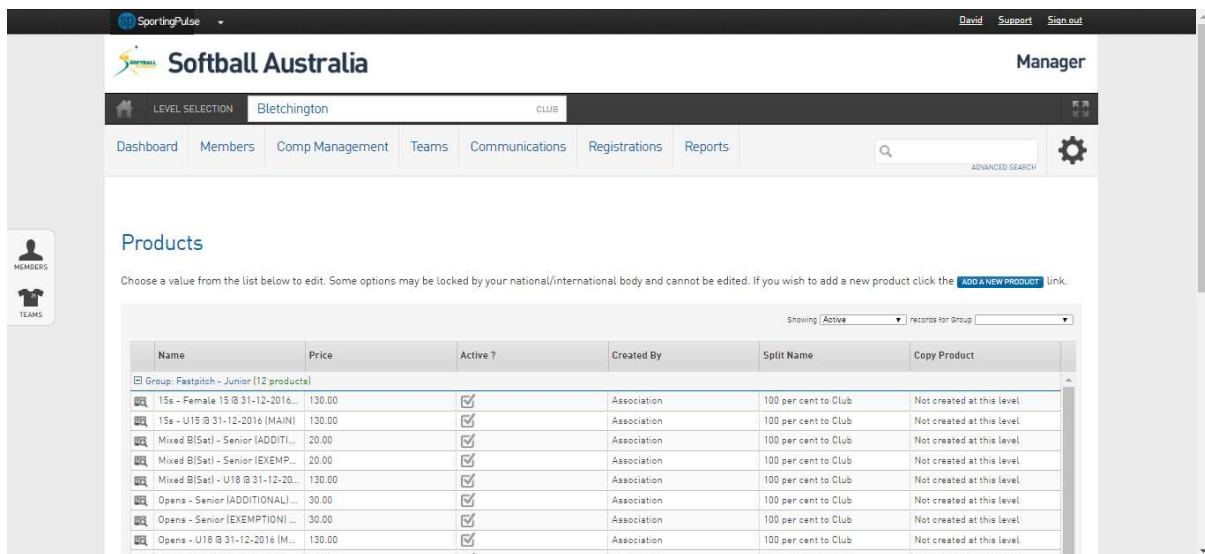 SportingPulse
David Support Sign out
Softball Australia
Manager
LEVEL SELECTION Bletchington CLUB
Dashboard Members Comp Management Teams Communications Registrations Reports
ADVANCED SEARCH
Products
MEMBERS
TEAMS
Choose a value from the list below to edit. Some options may be locked by your national/international body and cannot be edited. If you wish to add a new product click the ADD A NEW PRODUCT link.
Showing Active records for Group
Name Price Active ? Created By Split Name Copy Product
Group: Fastpitch - Junior (12 products)
15s - Female 15 @ 31-12-2016... 130.00 Association 100 per cent to Club Not created at this level
15s - U15 @ 31-12-2016 (MAIN) 130.00 Association 100 per cent to Club Not created at this level
Mixed B(Sat) - Senior (ADDITI... 20.00 Association 100 per cent to Club Not created at this level
Mixed B(Sat) - Senior (EXEMP... 20.00 Association 100 per cent to Club Not created at this level
Mixed B(Sat) - U18 @ 31-12-20... 130.00 Association 100 per cent to Club Not created at this level
Opens - Senior (ADDITIONAL) ... 30.00 Association 100 per cent to Club Not created at this level
Opens - Senior (EXEMPTION) ... 30.00 Association 100 per cent to Club Not created at this level
Opens - U18 @ 31-12-2016 (M... 130.00 Association 100 per cent to Club Not created at this level